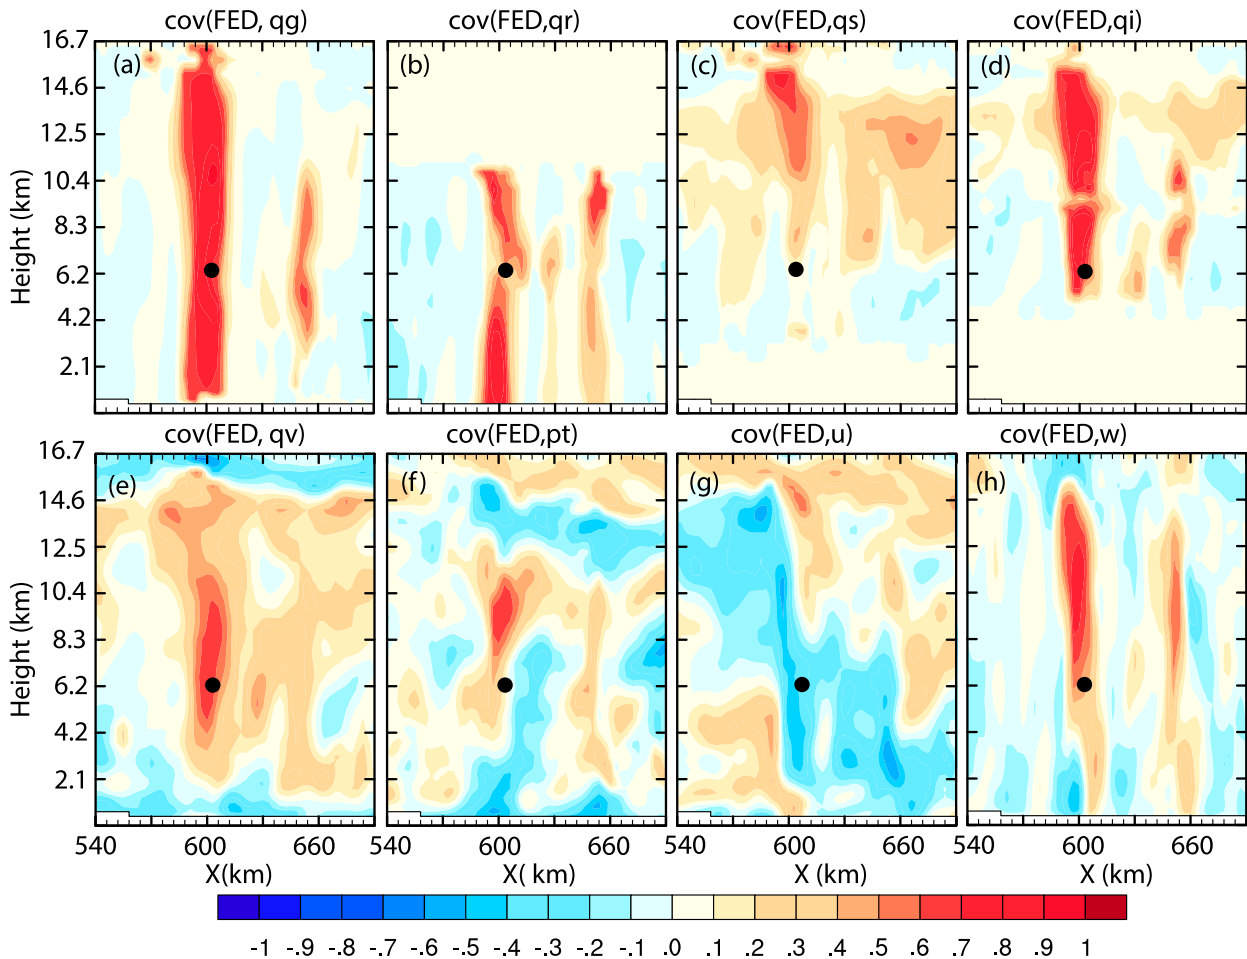 cov(FED, qg) cov(FED,qr) cov(FED,qs) cov(FED,qi)
16.7
14.6
12.5
10.4
8.3
6.2
4.2
2.1
Height (km)
(a) (b) (c) (d)
cov(FED, qv) cov(FED,pt) cov(FED,u) cov(FED,w)
16.7
14.6
12.5
10.4
8.3
6.2
4.2
2.1
Height (km)
(e) (f) (g) (h)
540 600 660 540 600 660 540 600 660 540 600 660
X(km) X( km) X (km) X (km)
-1 -.9 -.8 -.7 -.6 -.5 -.4 -.3 -.2 -.1 .0 .1 .2 .3 .4 .5 .6 .7 .8 .9 1